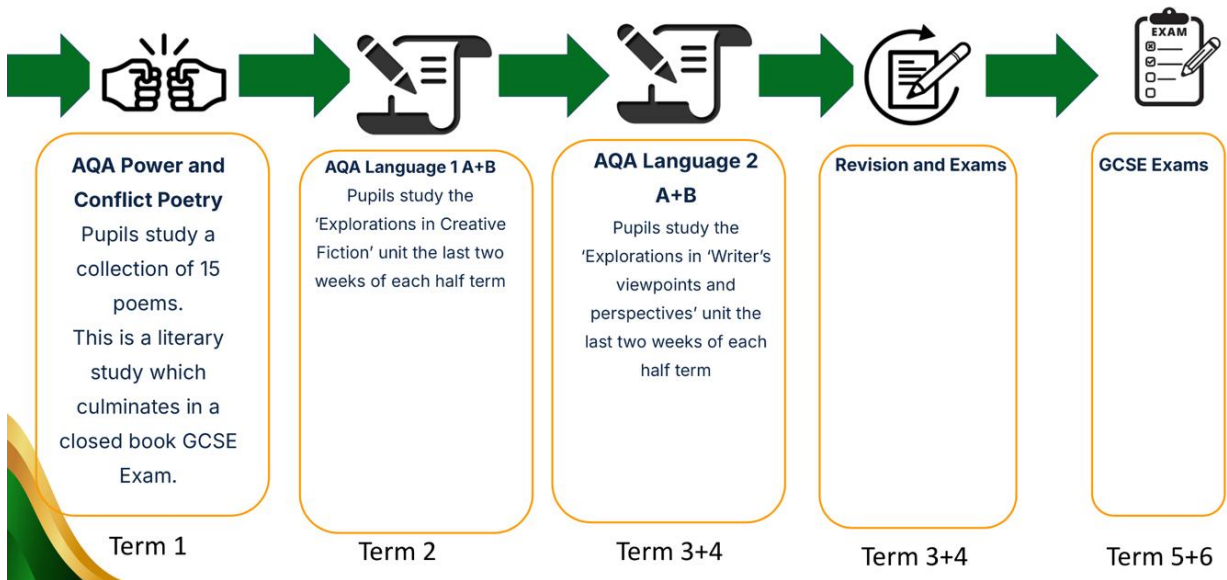 EXAM
AQA Power and
Conflict Poetry
Pupils study a
collection of 15
poems.
This is a literary
study which
culminates in a
closed book GCSE
Exam.
Term 1
AQA Language 1 A+B
Pupils study the
‘Explorations in Creative
Fiction’ unit the last two
weeks of each half term
Term 2
AQA Language 2
A+B
Pupils study the
‘Explorations in ‘Writer’s
viewpoints and
perspectives’ unit the
last two weeks of each
half term
Term 3+4
Revision and Exams
Term 3+4
GCSE Exams
Term 5+6